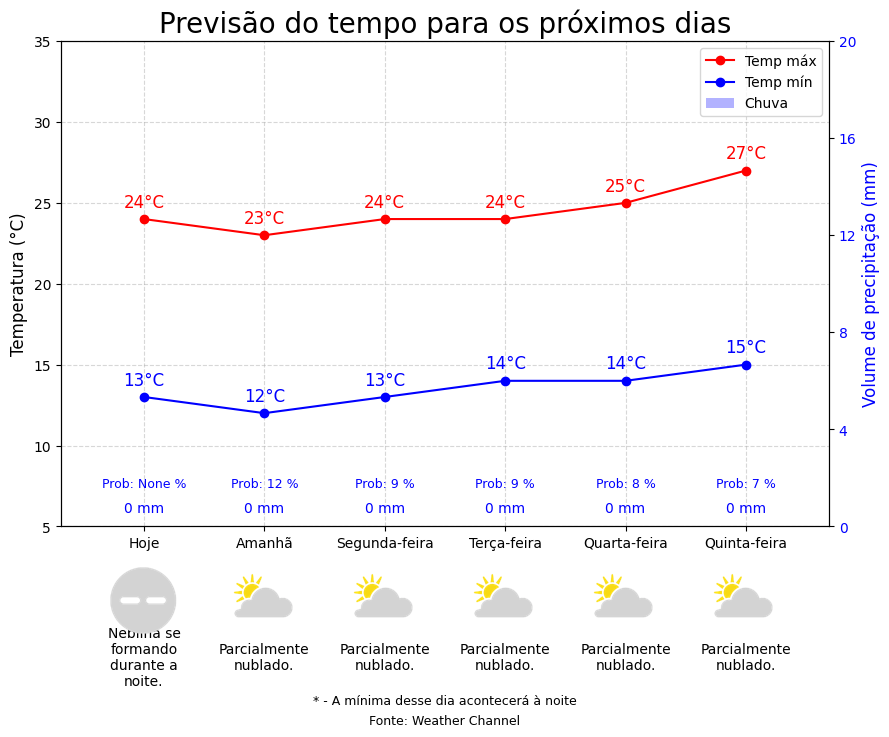 Previsão do tempo para os próximos dias
35
30
25
20
15
10
5
Temperatura (°C)
20
16
12
8
4
0
Volume de precipitação (mm)
Temp máx
Temp mín
Chuva
24°C 23°C 24°C 24°C 25°C 27°C
13°C 12°C 13°C 14°C 14°C 15°C
Prob: None % Prob: 12 % Prob: 9 % Prob: 9 % Prob: 8 % Prob: 7 %
0 mm 0 mm 0 mm 0 mm 0 mm 0 mm
Hoje Amanhã Segunda-feira Terça-feira Quarta-feira Quinta-feira
Neblina se
formando
durante a
noite.
Parcialmente
nublado.
Parcialmente
nublado.
Parcialmente
nublado.
Parcialmente
nublado.
Parcialmente
nublado.
* - A mínima desse dia acontecerá à noite
Fonte: Weather Channel